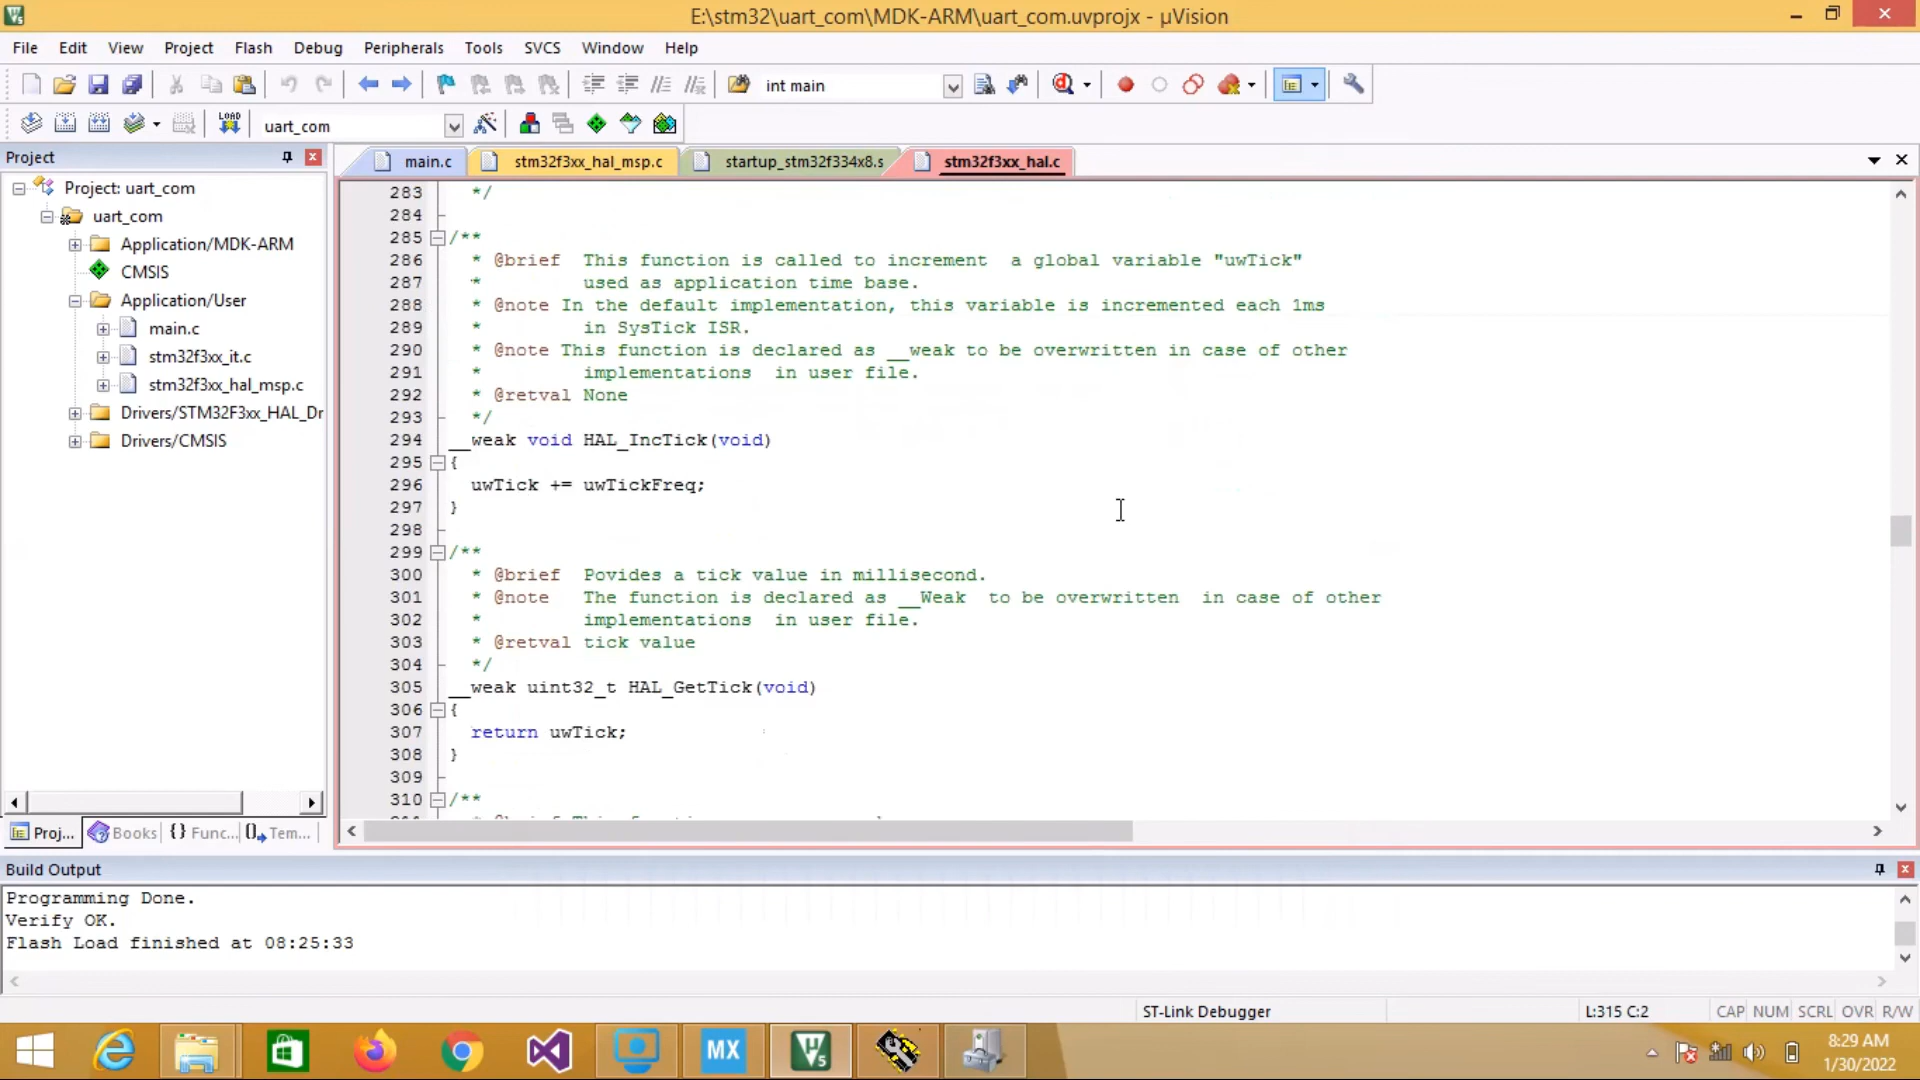 E:\stm32\uart_com\MDK-ARM\uart_com.uvprojx - µVision
File Edit View Project Flash Debug Peripherals Tools SVCS Window Help
int main
LOAD
uart_com
Project
main.c stm32f3xx_hal_msp.c startup_stm32f334x8.s stm32f3xx_hal.c
Project: uart_com
uart_com
Application/MDK-ARM
CMSIS
Application/User
main.c
stm32f3xx_it.c
stm32f3xx_hal_msp.c
Drivers/STM32F3xx_HAL_Dr
Drivers/CMSIS
Proj... Books {} Func... Tem...
283 */
284
285 /**
286 * @brief  This function is called to increment  a global variable "uwTick"
287 *         used as application time base.
288 * @note In the default implementation, this variable is incremented each 1ms
289 *         in SysTick ISR.
290 * @note This function is declared as __weak to be overwritten in case of other
291 *         implementations  in user file.
292 * @retval None
293 */
294 __weak void HAL_IncTick(void)
295 {
296 uwTick += uwTickFreq;
297 }
298
299 /**
300 * @brief  Povides a tick value in millisecond.
301 * @note   The function is declared as __Weak  to be overwritten  in case of other
302 *         implementations  in user file.
303 * @retval tick value
304 */
305 __weak uint32_t HAL_GetTick(void)
306 {
307 return uwTick;
308 }
309
310 /**
Build Output
Programming Done.
Verify OK.
Flash Load finished at 08:25:33
ST-Link Debugger L:315 C:2 CAP NUM SCRL OVR R/W
MX
8:29 AM
1/30/2022